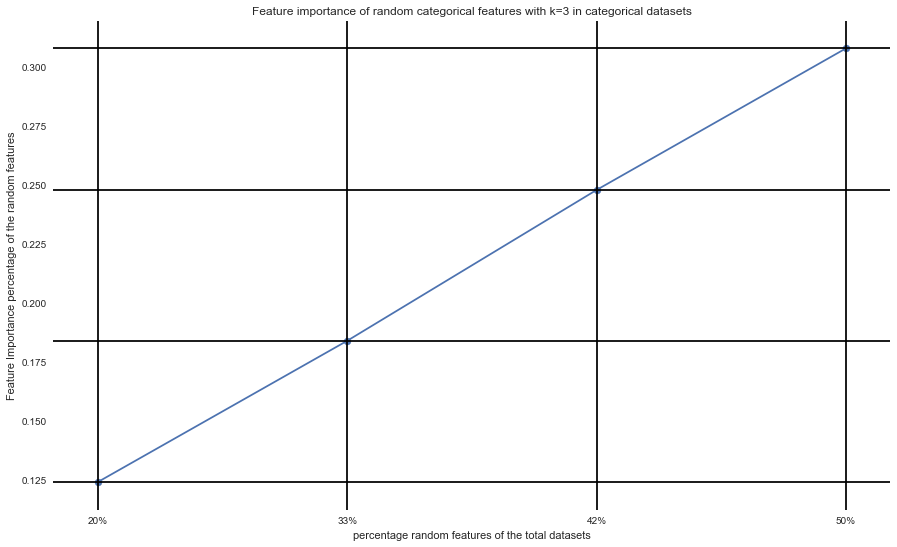 Feature importance of random categorical features with k=3 in categorical datasets
Feature Importance percentage of the random features
0.300
0.275
0.250
0.225
0.200
0.175
0.150
0.125
20% 33% 42% 50%
percentage random features of the total datasets